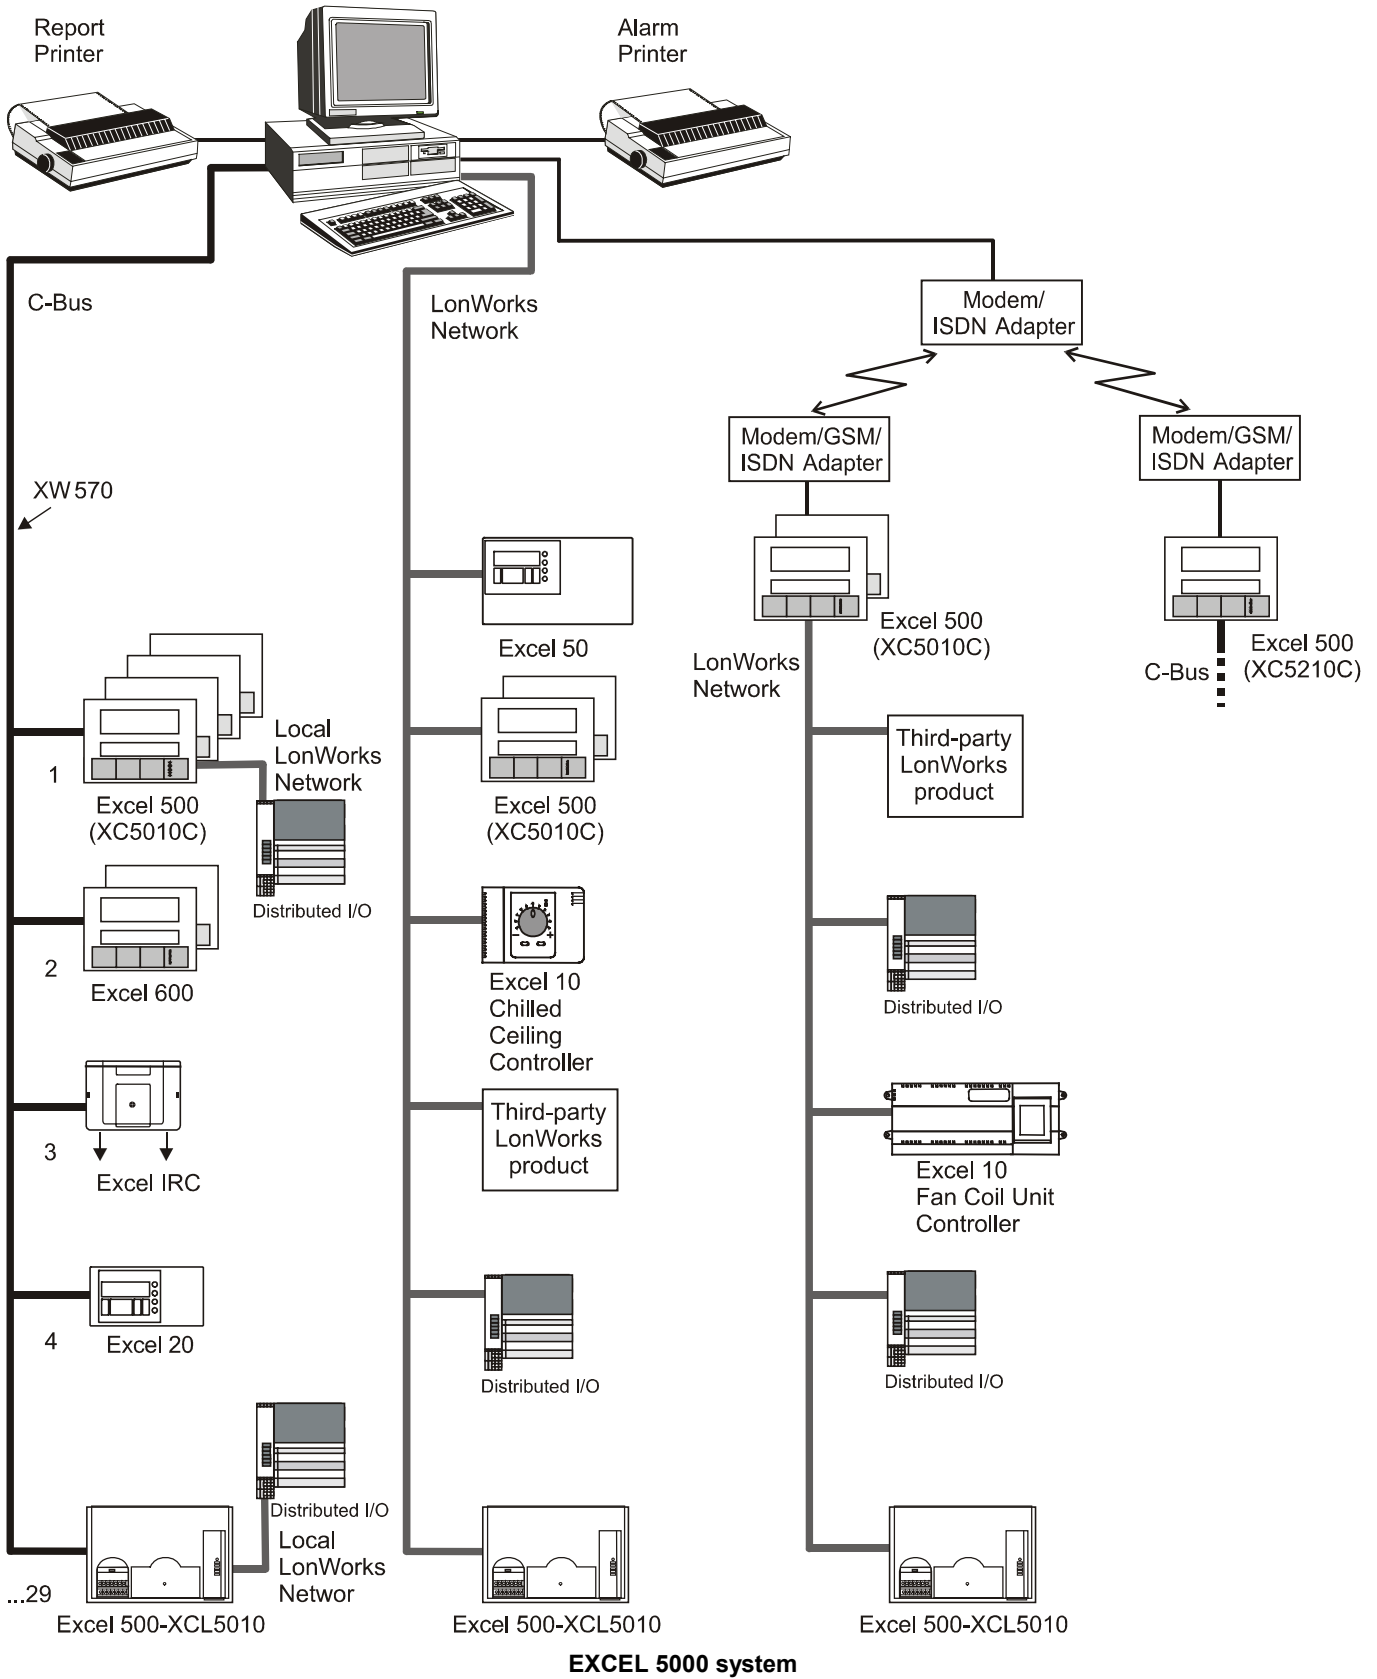 Report
Printer
Alarm
Printer
C-Bus
LonWorks
Network
Modem/
ISDN Adapter
Modem/GSM/
ISDN Adapter
Modem/GSM/
ISDN Adapter
XW570
Excel 50
Excel 500
(XC5010C)
LonWorks
Network
Excel 500
(XC5210C)
C-Bus
1
Excel 500
(XC5010C)
Local
LonWorks
Network
Distributed I/O
Excel 500
(XC5010C)
Third-party
LonWorks
product
2
Excel 600
Excel 10
Chilled
Ceiling
Controller
Distributed I/O
3
Excel IRC
Third-party
LonWorks
product
Excel 10
Fan Coil Unit
Controller
4
Excel 20
Distributed I/O
Distributed I/O
Distributed I/O
Local
LonWorks
Networ
...29
Excel 500-XCL5010
Excel 500-XCL5010
Excel 500-XCL5010
EXCEL 5000 system